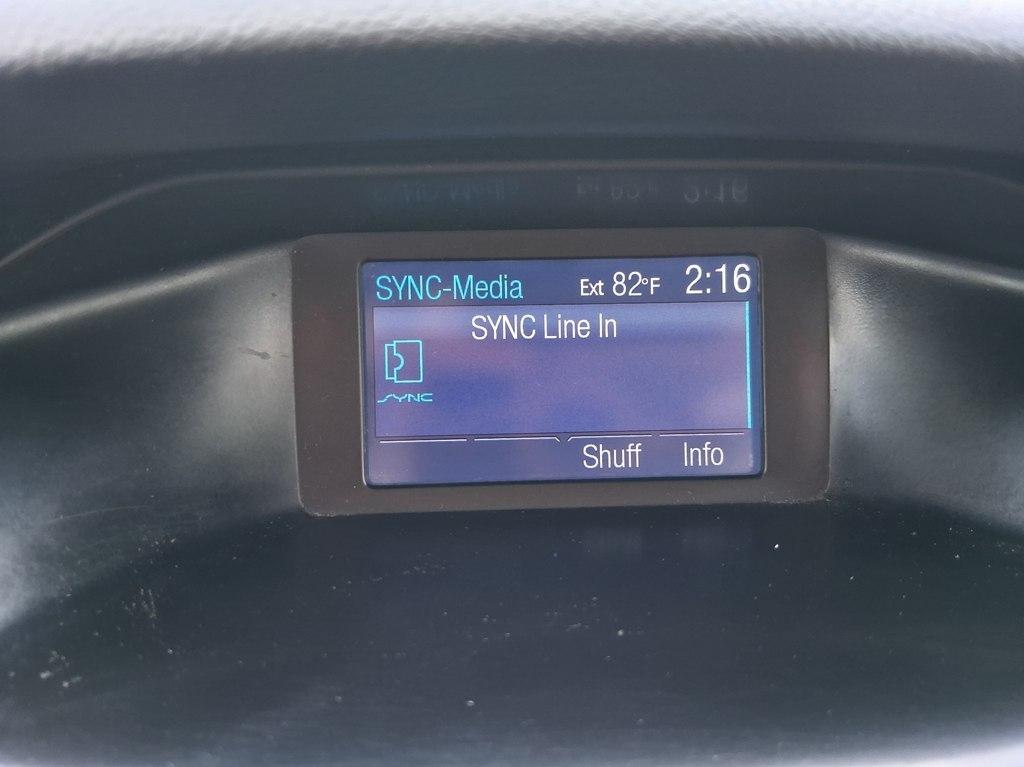 SYNC-Media Ext 82°F 2:16
SYNC Line In
SYNC
Shuff Info